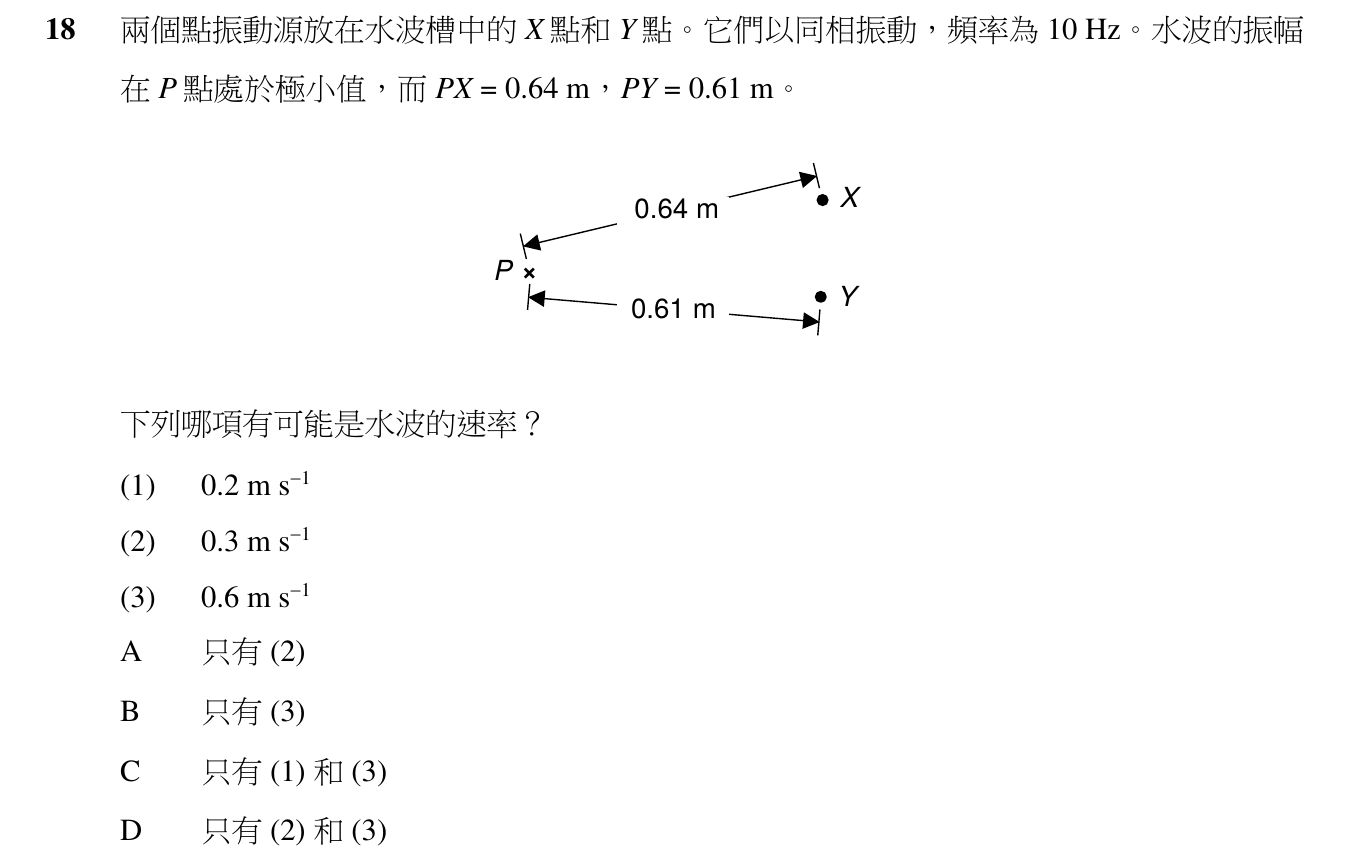 18 兩個點振動源放在水波槽中的 X 點和 Y 點。它們以同相振動，頻率為 10 Hz。水波的振幅
在 P 點處於極小值，而 PX = 0.64 m，PY = 0.61 m。
X
0.64 m
P
Y
0.61 m
下列哪項有可能是水波的速率？
(1) 0.2 m s⁻¹
(2) 0.3 m s⁻¹
(3) 0.6 m s⁻¹
A 只有 (2)
B 只有 (3)
C 只有 (1) 和 (3)
D 只有 (2) 和 (3)